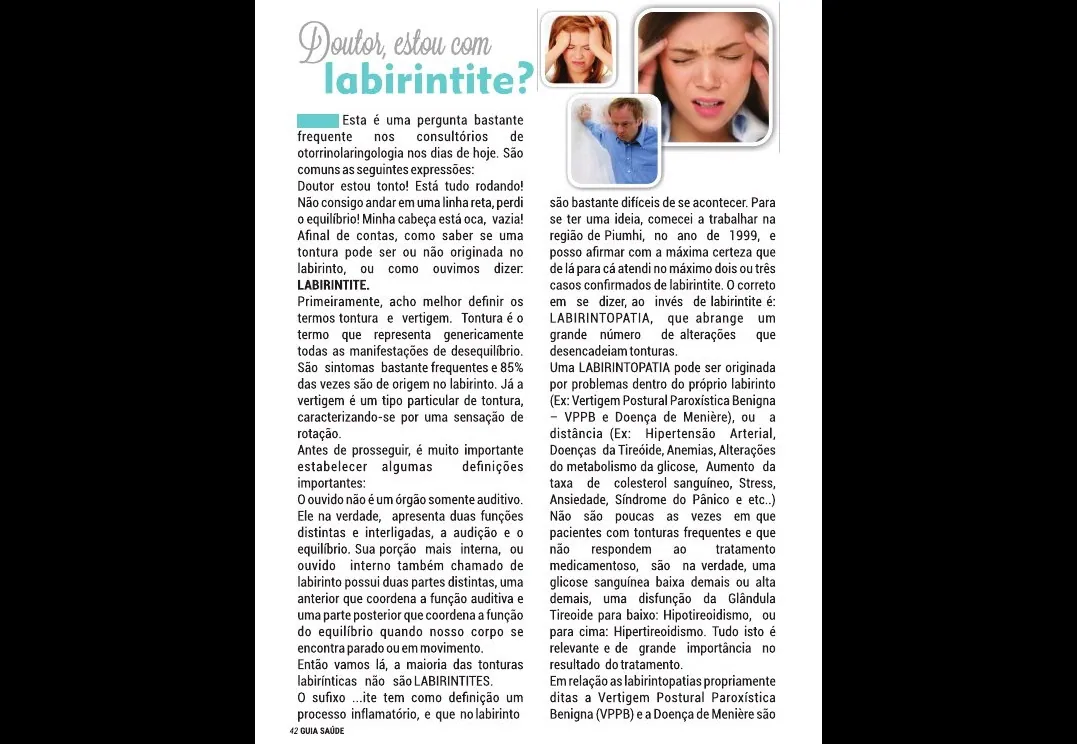 Doutor, estou com
labirintite?
Esta é uma pergunta bastante
frequente nos consultórios de
otorrinolaringologia nos dias de hoje. São
comuns as seguintes expressões:
Doutor estou tonto! Está tudo rodando!
Não consigo andar em uma linha reta, perdi
o equilíbrio! Minha cabeça está oca, vazia!
Afinal de contas, como saber se uma
tontura pode ser ou não originada no
labirinto, ou como ouvimos dizer:
LABIRINTITE.
Primeiramente, acho melhor definir os
termos tontura e vertigem. Tontura é o
termo que representa genericamente
todas as manifestações de desequilíbrio.
São sintomas bastante frequentes e 85%
das vezes são de origem no labirinto. Já a
vertigem é um tipo particular de tontura,
caracterizando-se por uma sensação de
rotação.
Antes de prosseguir, é muito importante
estabelecer algumas definições
importantes:
O ouvido não é um órgão somente auditivo.
Ele na verdade, apresenta duas funções
distintas e interligadas, a audição e o
equilíbrio. Sua porção mais interna, ou
ouvido interno também chamado de
labirinto possui duas partes distintas, uma
anterior que coordena a função auditiva e
uma parte posterior que coordena a função
do equilíbrio quando nosso corpo se
encontra parado ou em movimento.
Então vamos lá, a maioria das tonturas
labirínticas não são LABIRINTITES.
O sufixo ...ite tem como definição um
processo inflamatório, e que no labirinto
são bastante difíceis de se acontecer. Para
se ter uma ideia, comecei a trabalhar na
região de Piumhi, no ano de 1999, e
posso afirmar com a máxima certeza que
de lá para cá atendi no máximo dois ou três
casos confirmados de labirintite. O correto
em se dizer, ao invés de labirintite é:
LABIRINTOPATIA, que abrange um
grande número de alterações que
desencadeiam tonturas.
Uma LABIRINTOPATIA pode ser originada
por problemas dentro do próprio labirinto
(Ex: Vertigem Postural Paroxística Benigna
– VPPB e Doença de Menière), ou a
distância (Ex: Hipertensão Arterial,
Doenças da Tireóide, Anemias, Alterações
do metabolismo da glicose, Aumento da
taxa de colesterol sanguíneo, Stress,
Ansiedade, Síndrome do Pânico e etc..)
Não são poucas as vezes em que
pacientes com tonturas frequentes e que
não respondem ao tratamento
medicamentoso, são na verdade, uma
glicose sanguínea baixa demais ou alta
demais, uma disfunção da Glândula
Tireoide para baixo: Hipotireoidismo, ou
para cima: Hipertireoidismo. Tudo isto é
relevante e de grande importância no
resultado do tratamento.
Em relação as labirintopatias propriamente
ditas a Vertigem Postural Paroxística
Benigna (VPPB) e a Doença de Menière são
42 GUIA SAÚDE